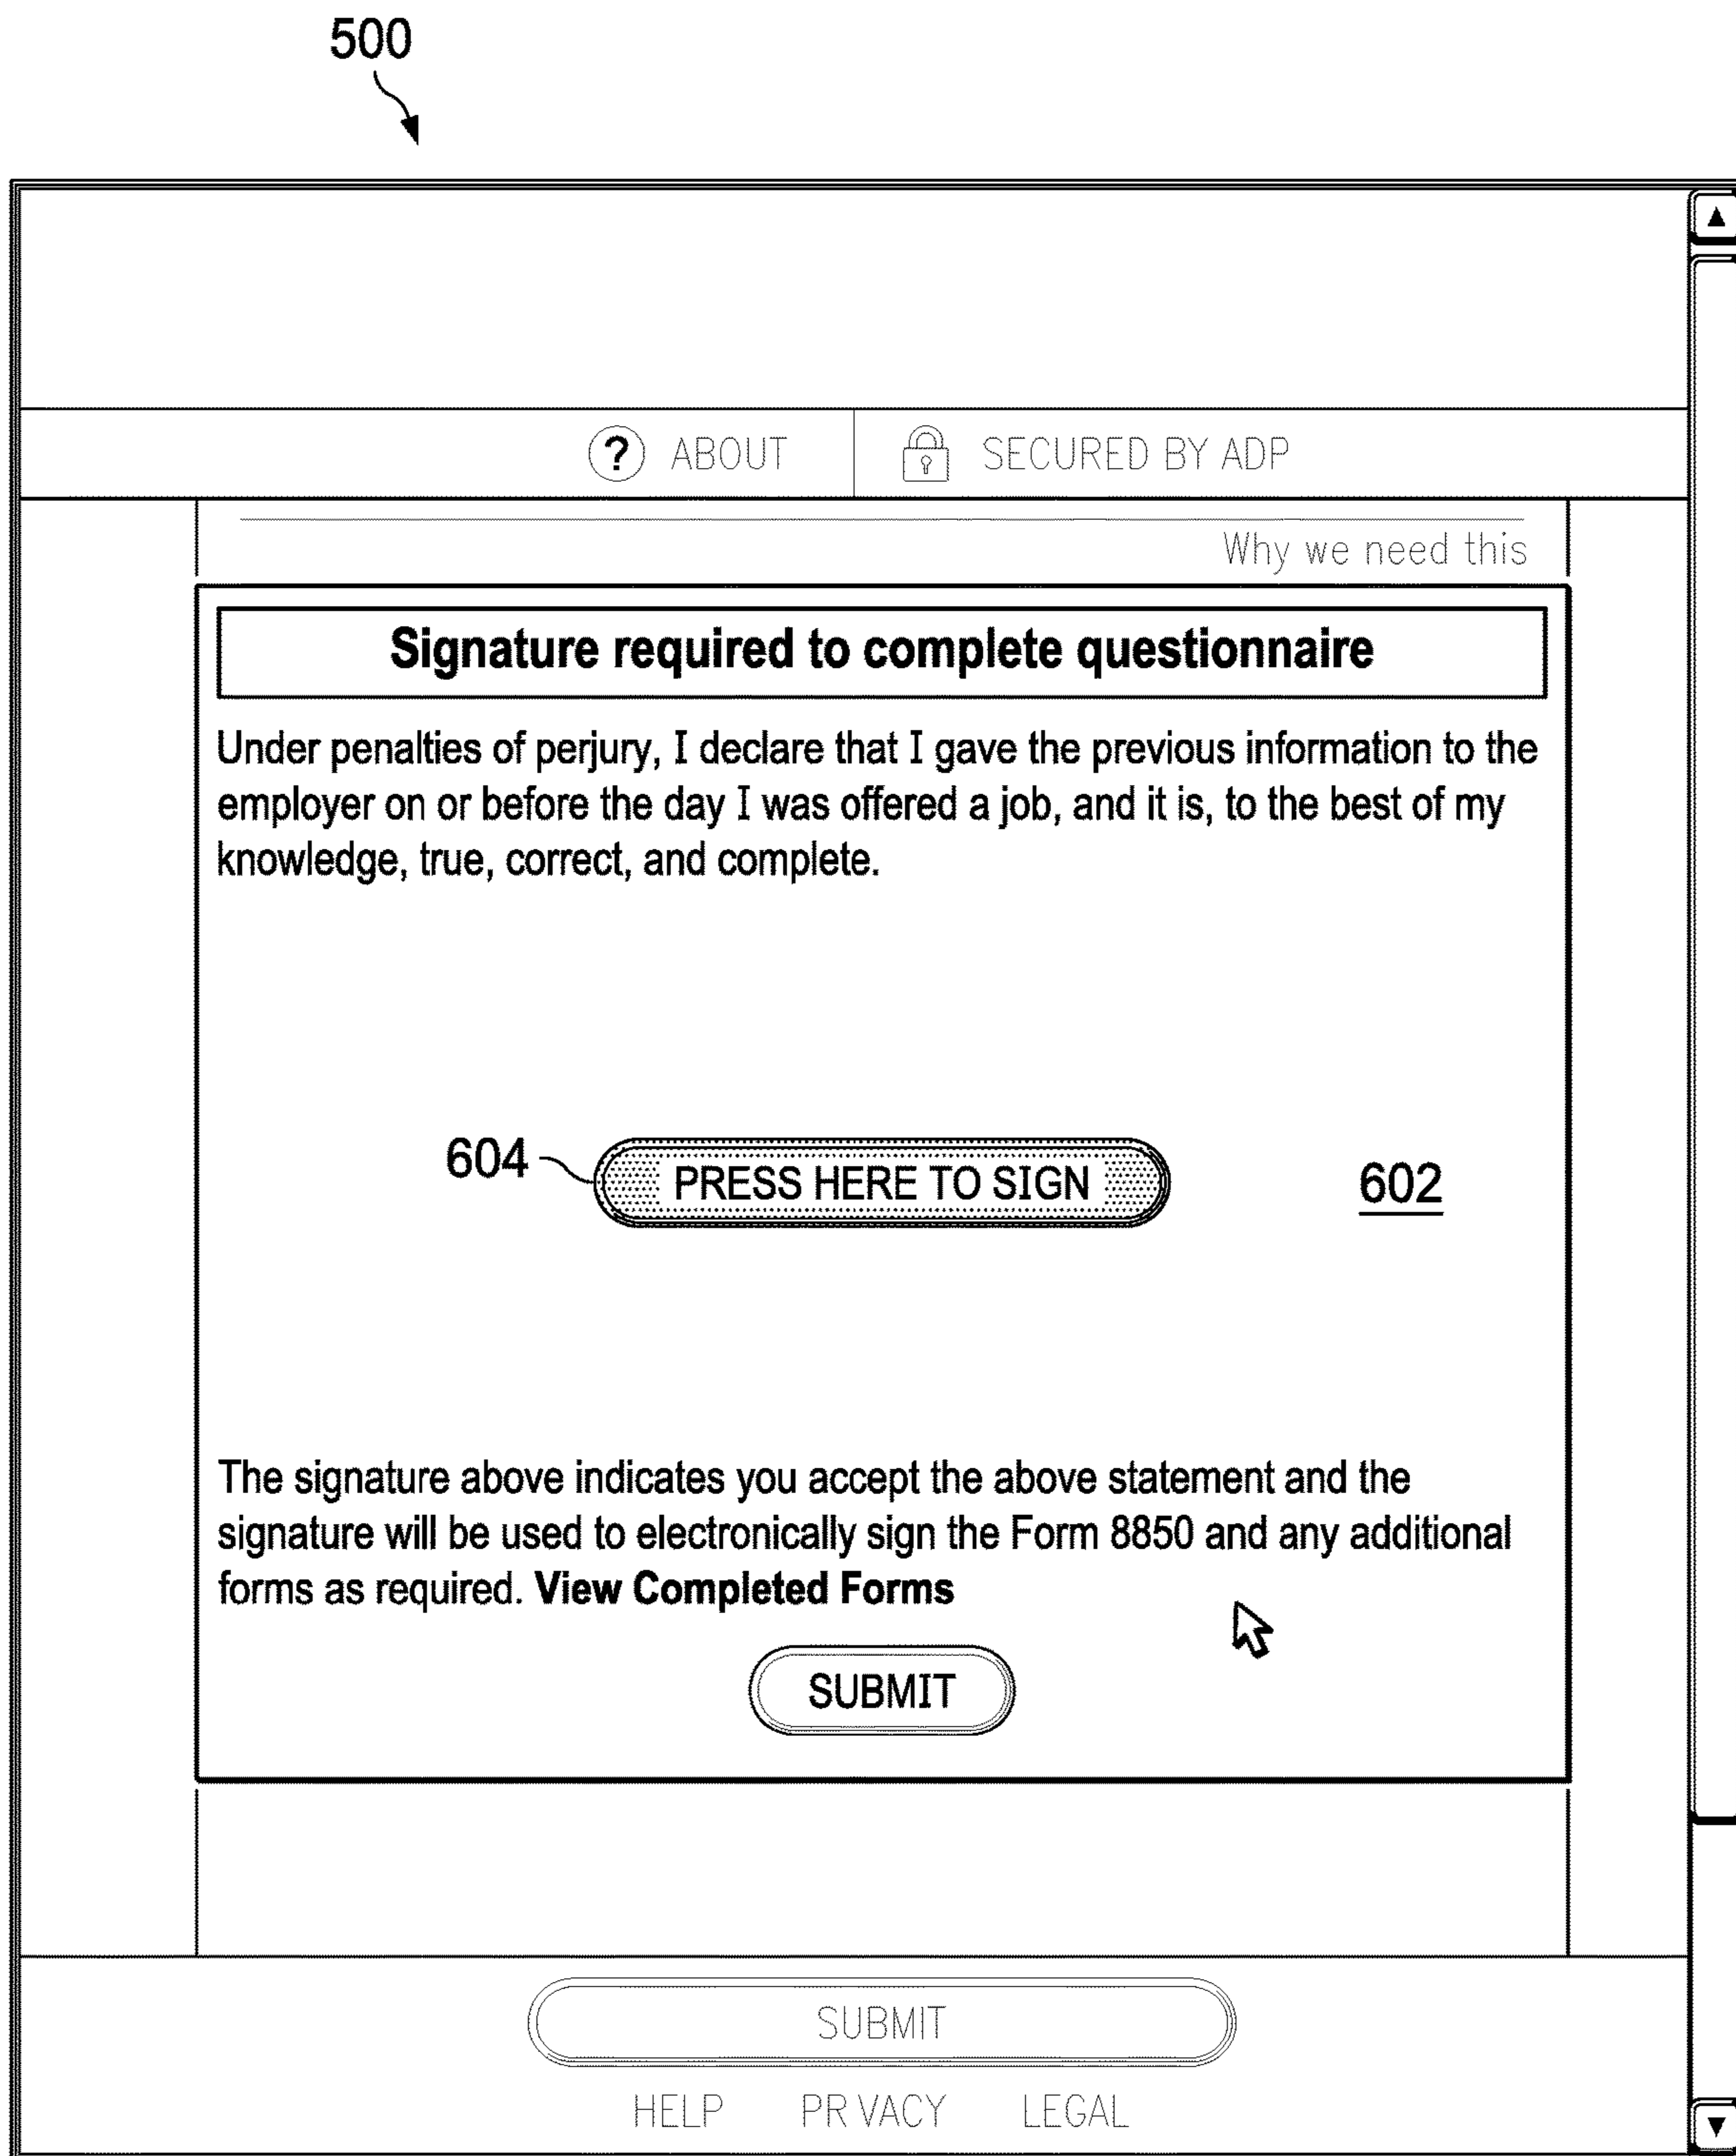 500
? ABOUT SECURED BY ADP
Why we need this
Signature required to complete questionnaire
Under penalties of perjury, I declare that I gave the previous information to the
employer on or before the day I was offered a job, and it is, to the best of my
knowledge, true, correct, and complete.
604 PRESS HERE TO SIGN 602
The signature above indicates you accept the above statement and the
signature will be used to electronically sign the Form 8850 and any additional
forms as required. View Completed Forms
SUBMIT
SUBMIT
HELP PR VACY LEGAL